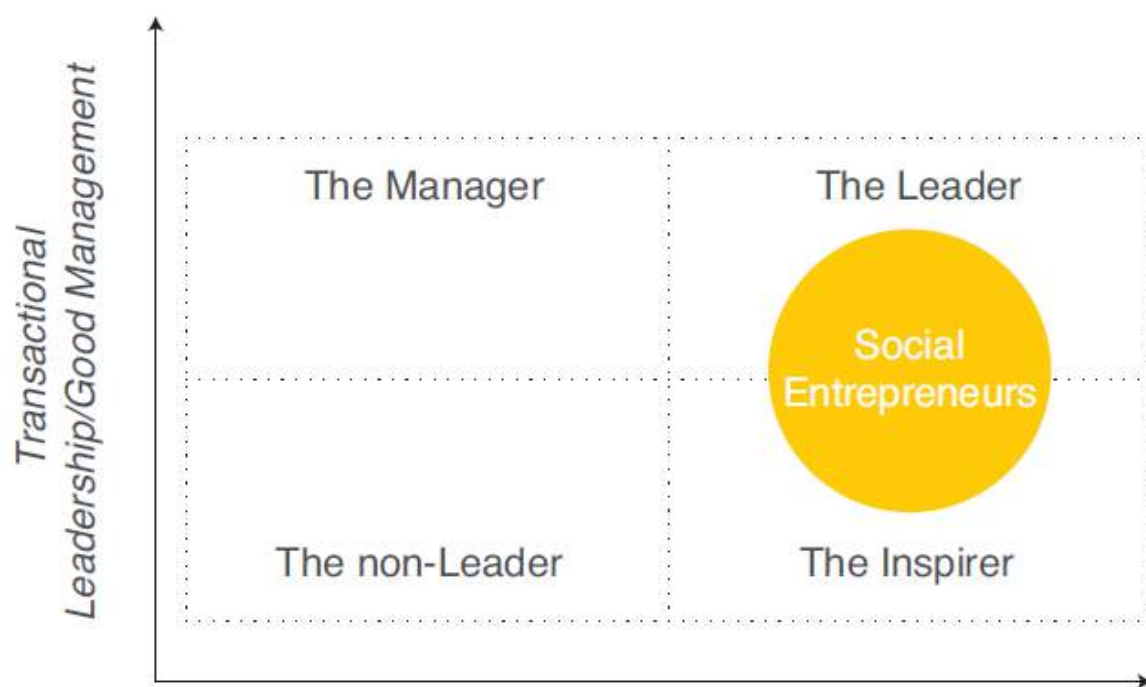 Transactional
Leadership/Good Management
The Manager
The Leader
Social
Entrepreneurs
The non-Leader
The Inspirer